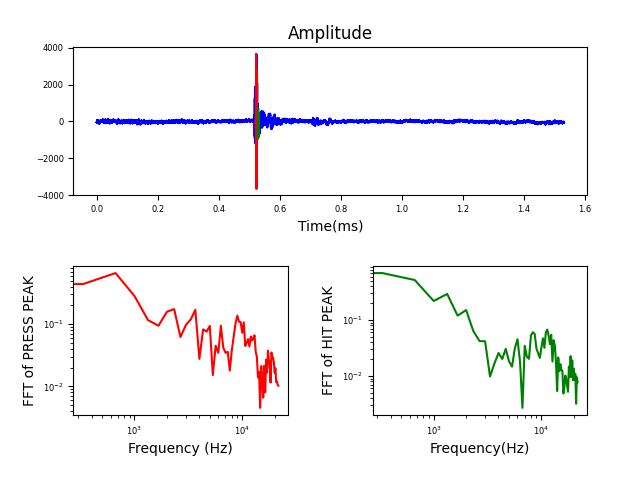 Amplitude
4000
2000
0
−2000
−4000
0.0 0.2 0.4 0.6 0.8 1.0 1.2 1.4 1.6
Time(ms)
FFT of PRESS PEAK
10⁻¹
10⁻²
10³ 10⁴
Frequency (Hz)
FFT of HIT PEAK
10⁻¹
10⁻²
10³ 10⁴
Frequency(Hz)